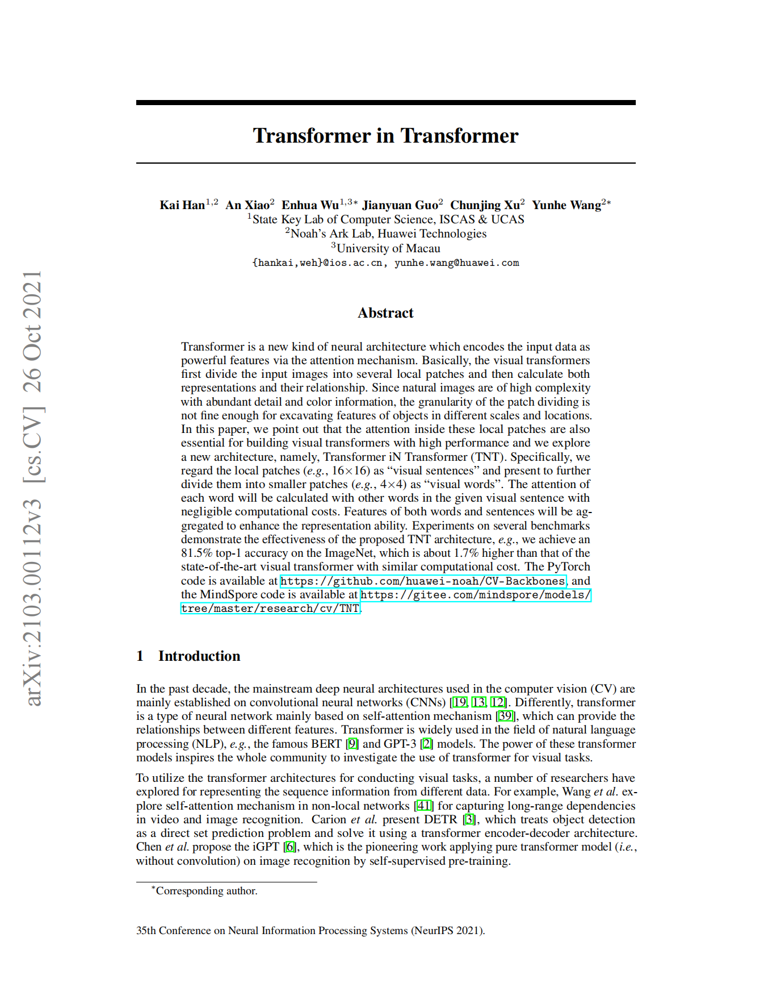 arXiv:2103.00112v3 [cs.CV] 26 Oct 2021
Transformer in Transformer
Kai Han1,2 An Xiao2 Enhua Wu1,3∗ Jianyuan Guo2 Chunjing Xu2 Yunhe Wang2∗
1State Key Lab of Computer Science, ISCAS & UCAS
2Noah's Ark Lab, Huawei Technologies
3University of Macau
{hankai,weh}@ios.ac.cn, yunhe.wang@huawei.com
Abstract
Transformer is a new kind of neural architecture which encodes the input data as
powerful features via the attention mechanism. Basically, the visual transformers
first divide the input images into several local patches and then calculate both
representations and their relationship. Since natural images are of high complexity
with abundant detail and color information, the granularity of the patch dividing is
not fine enough for excavating features of objects in different scales and locations.
In this paper, we point out that the attention inside these local patches are also
essential for building visual transformers with high performance and we explore
a new architecture, namely, Transformer iN Transformer (TNT). Specifically, we
regard the local patches (e.g., 16×16) as “visual sentences” and present to further
divide them into smaller patches (e.g., 4×4) as “visual words”. The attention of
each word will be calculated with other words in the given visual sentence with
negligible computational costs. Features of both words and sentences will be ag-
gregated to enhance the representation ability. Experiments on several benchmarks
demonstrate the effectiveness of the proposed TNT architecture, e.g., we achieve an
81.5% top-1 accuracy on the ImageNet, which is about 1.7% higher than that of the
state-of-the-art visual transformer with similar computational cost. The PyTorch
code is available at https://github.com/huawei-noah/CV-Backbones, and
the MindSpore code is available at https://gitee.com/mindspore/models/
tree/master/research/cv/TNT.
1 Introduction
In the past decade, the mainstream deep neural architectures used in the computer vision (CV) are
mainly established on convolutional neural networks (CNNs) [19, 13, 12]. Differently, transformer
is a type of neural network mainly based on self-attention mechanism [39], which can provide the
relationships between different features. Transformer is widely used in the field of natural language
processing (NLP), e.g., the famous BERT [9] and GPT-3 [2] models. The power of these transformer
models inspires the whole community to investigate the use of transformer for visual tasks.
To utilize the transformer architectures for conducting visual tasks, a number of researchers have
explored for representing the sequence information from different data. For example, Wang et al. ex-
plore self-attention mechanism in non-local networks [41] for capturing long-range dependencies
in video and image recognition. Carion et al. present DETR [3], which treats object detection
as a direct set prediction problem and solve it using a transformer encoder-decoder architecture.
Chen et al. propose the iGPT [6], which is the pioneering work applying pure transformer model (i.e.,
without convolution) on image recognition by self-supervised pre-training.
∗Corresponding author.
35th Conference on Neural Information Processing Systems (NeurIPS 2021).